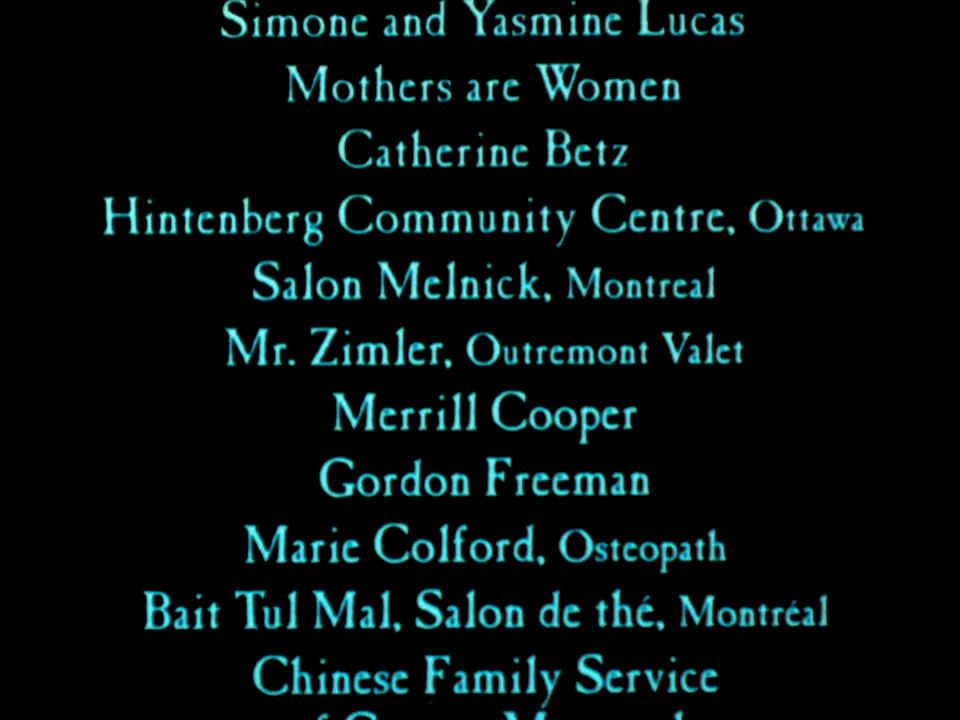 Simone and Yasmine Lucas
Mothers are Women
Catherine Betz
Hintenberg Community Centre, Ottawa
Salon Melnick, Montreal
Mr. Zimler, Outremont Valet
Merrill Cooper
Gordon Freeman
Marie Colford, Osteopath
Bait Tul Mal, Salon de thé, Montréal
Chinese Family Service